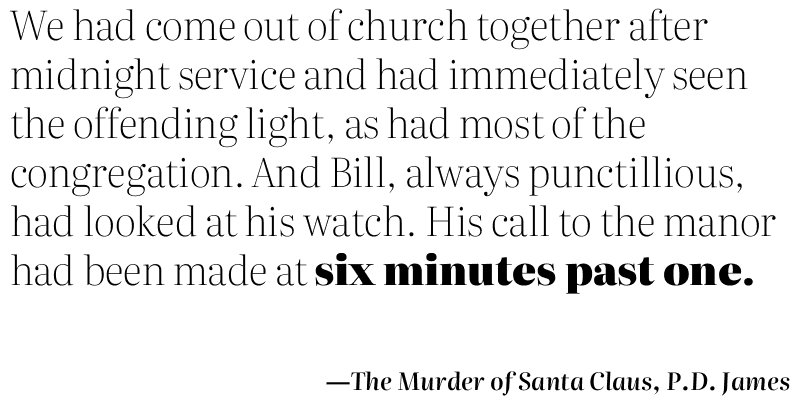 We had come out of church together after
midnight service and had immediately seen
the offending light, as had most of the
congregation. And Bill, always punctillious,
had looked at his watch. His call to the manor
had been made at six minutes past one.
—The Murder of Santa Claus, P.D. James